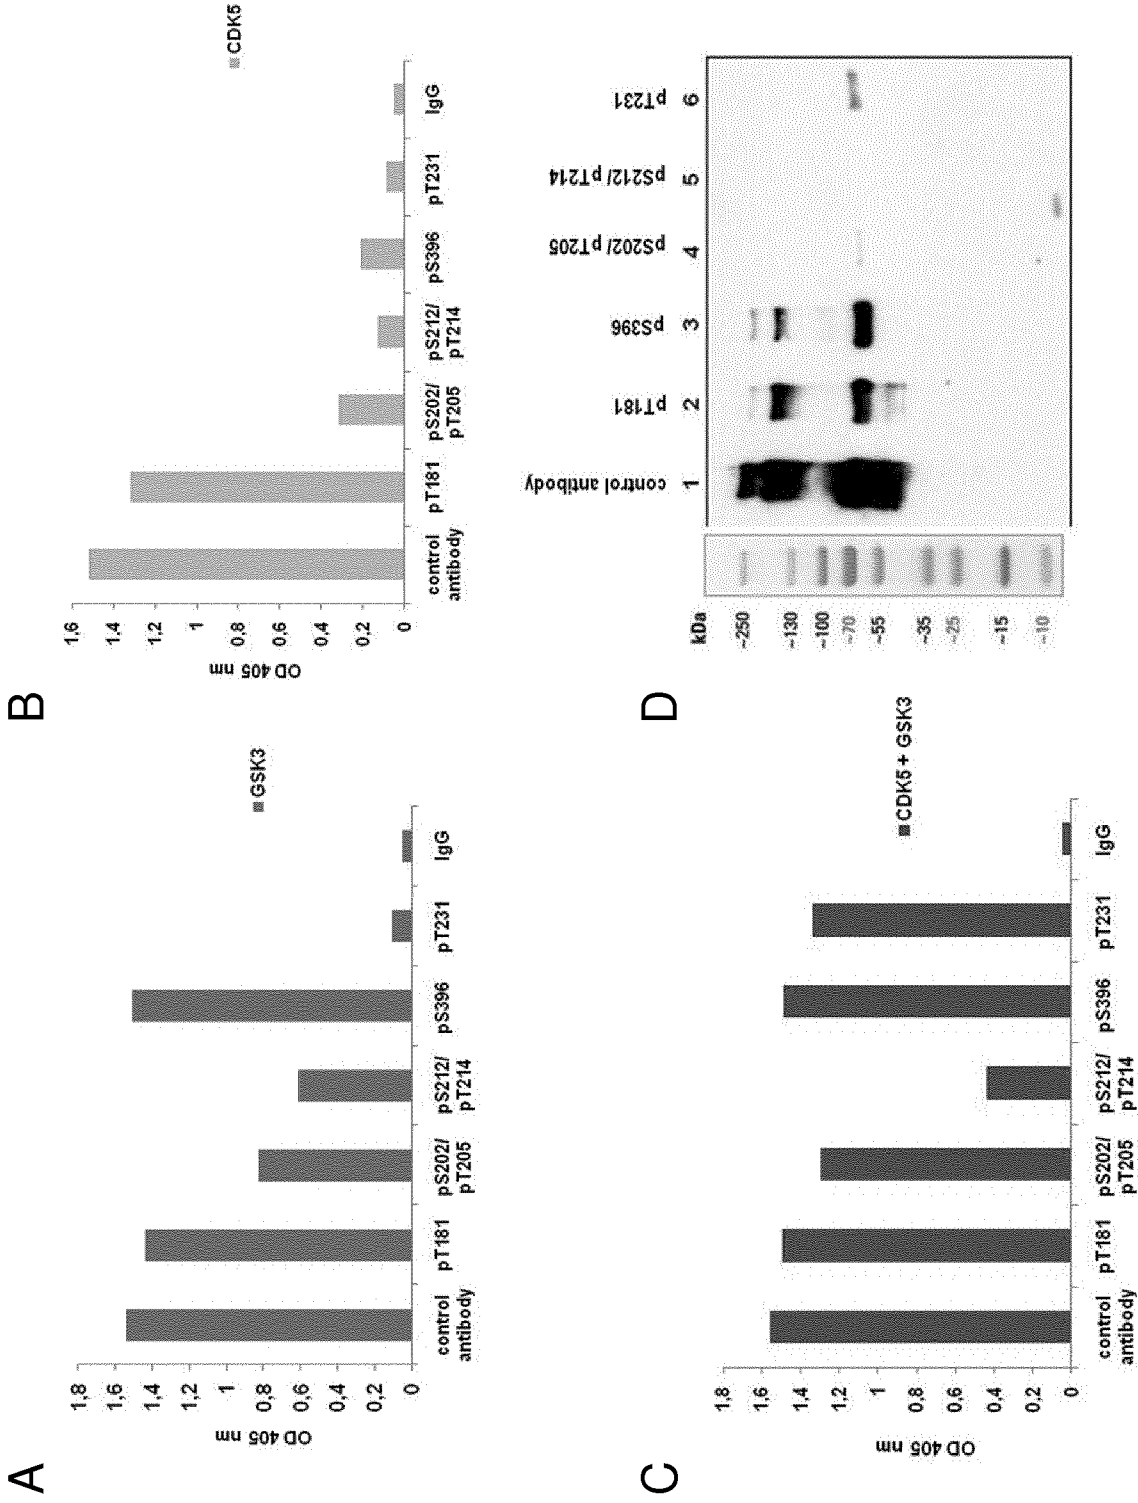 A
OD 405 nm
1,8
1,6
1,4
1,2
1
0,8
0,6
0,4
0,2
0
control
antibody
pT181
pS202/
pT205
pS212/
pT214
pS396
pT231
IgG
GSK3
B
OD 405 nm
1,6
1,4
1,2
1
0,8
0,6
0,4
0,2
0
control
antibody
pT181
pS202/
pT205
pS212/
pT214
pS396
pT231
IgG
CDK5
C
OD 405 nm
1,8
1,6
1,4
1,2
1
0,8
0,6
0,4
0,2
0
control
antibody
pT181
pS202/
pT205
pS212/
pT214
pS396
pT231
IgG
CDK5 + GSK3
D
control antibody
pT181
pS396
pS202/ pT205
pS212/ pT214
pT231
kDa
1 2 3 4 5 6
~250
~130
~100
~70
~55
~35
~25
~15
~10